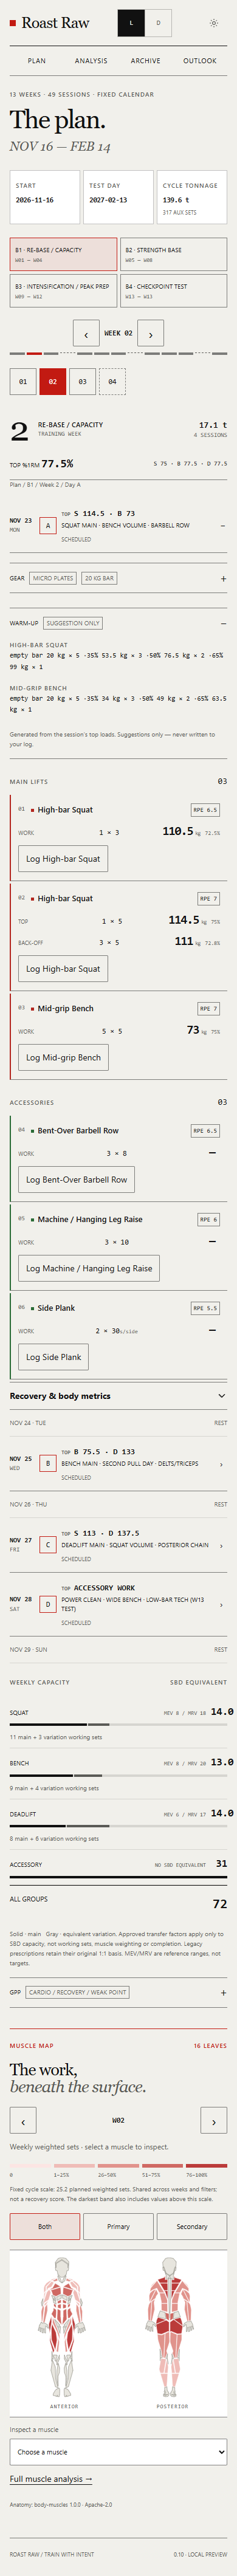 Roast Raw
L
D
PLAN
ANALYSIS
ARCHIVE
OUTLOOK
13 WEEKS · 49 SESSIONS · FIXED CALENDAR
The plan.
NOV 16 — FEB 14
START
2026-11-16
TEST DAY
2027-02-13
CYCLE TONNAGE
139.6 t
317 AUX SETS
B1 · RE-BASE / CAPACITY
W01 — W04
B2 · STRENGTH BASE
W05 — W08
B3 · INTENSIFICATION / PEAK PREP
W09 — W12
B4 · CHECKPOINT TEST
W13 — W13
‹
WEEK 02
›
01
02
03
04
2
RE-BASE / CAPACITY
TRAINING WEEK
17.1 t
4 SESSIONS
TOP %1RM 77.5%
S 75 · B 77.5 · D 77.5
Plan / B1 / Week 2 / Day A
NOV 23
MON
A
TOP S 114.5 · B 73
SQUAT MAIN · BENCH VOLUME · BARBELL ROW
SCHEDULED
−
GEAR
MICRO PLATES
20 KG BAR
+
WARM-UP
SUGGESTION ONLY
−
HIGH-BAR SQUAT
empty bar 20 kg × 5 ·35% 53.5 kg × 3 ·50% 76.5 kg × 2 ·65%
99 kg × 1
MID-GRIP BENCH
empty bar 20 kg × 5 ·35% 34 kg × 3 ·50% 49 kg × 2 ·65% 63.5
kg × 1
Generated from the session's top loads. Suggestions only — never written to
your log.
MAIN LIFTS
03
01
High-bar Squat
RPE 6.5
WORK
1 × 3
110.5 kg 72.5%
Log High-bar Squat
02
High-bar Squat
RPE 7
TOP
1 × 5
114.5 kg 75%
BACK-OFF
3 × 5
111 kg 72.8%
Log High-bar Squat
03
Mid-grip Bench
RPE 7
WORK
5 × 5
73 kg 75%
Log Mid-grip Bench
ACCESSORIES
03
04
Bent-Over Barbell Row
RPE 6.5
WORK
3 × 8
—
Log Bent-Over Barbell Row
05
Machine / Hanging Leg Raise
RPE 6
WORK
3 × 10
—
Log Machine / Hanging Leg Raise
06
Side Plank
RPE 5.5
WORK
2 × 30s/side
—
Log Side Plank
Recovery & body metrics
NOV 24 · TUE
REST
NOV 25
WED
B
TOP B 75.5 · D 133
BENCH MAIN · SECOND PULL DAY · DELTS/TRICEPS
SCHEDULED
›
NOV 26 · THU
REST
NOV 27
FRI
C
TOP S 113 · D 137.5
DEADLIFT MAIN · SQUAT VOLUME · POSTERIOR CHAIN
SCHEDULED
›
NOV 28
SAT
D
TOP ACCESSORY WORK
POWER CLEAN · WIDE BENCH · LOW-BAR TECH (W13
TEST)
SCHEDULED
›
NOV 29 · SUN
REST
WEEKLY CAPACITY
SBD EQUIVALENT
SQUAT
MEV 8 / MRV 18 14.0
11 main + 3 variation working sets
BENCH
MEV 8 / MRV 20 13.0
9 main + 4 variation working sets
DEADLIFT
MEV 6 / MRV 17 14.0
8 main + 6 variation working sets
ACCESSORY
NO SBD EQUIVALENT 31
ALL GROUPS
72
Solid · main · Gray · equivalent variation. Approved transfer factors apply only to
SBD capacity, not working sets, muscle weighting or completion. Legacy
prescriptions retain their original 1:1 basis. MEV/MRV are reference ranges, not
targets.
GPP
CARDIO / RECOVERY / WEAK POINT
+
MUSCLE MAP
16 LEAVES
The work,
beneath the surface.
‹
W02
›
Weekly weighted sets · select a muscle to inspect.
0
1–25%
26–50%
51–75%
76–100%
Fixed cycle scale: 25.2 planned weighted sets. Shared across weeks and filters;
not a recovery score. The darkest band also includes values above this scale.
Both
Primary
Secondary
ANTERIOR
POSTERIOR
Inspect a muscle
Choose a muscle
Full muscle analysis →
Anatomy: body-muscles 1.0.0 · Apache-2.0
ROAST RAW / TRAIN WITH INTENT
0.10 · LOCAL PREVIEW